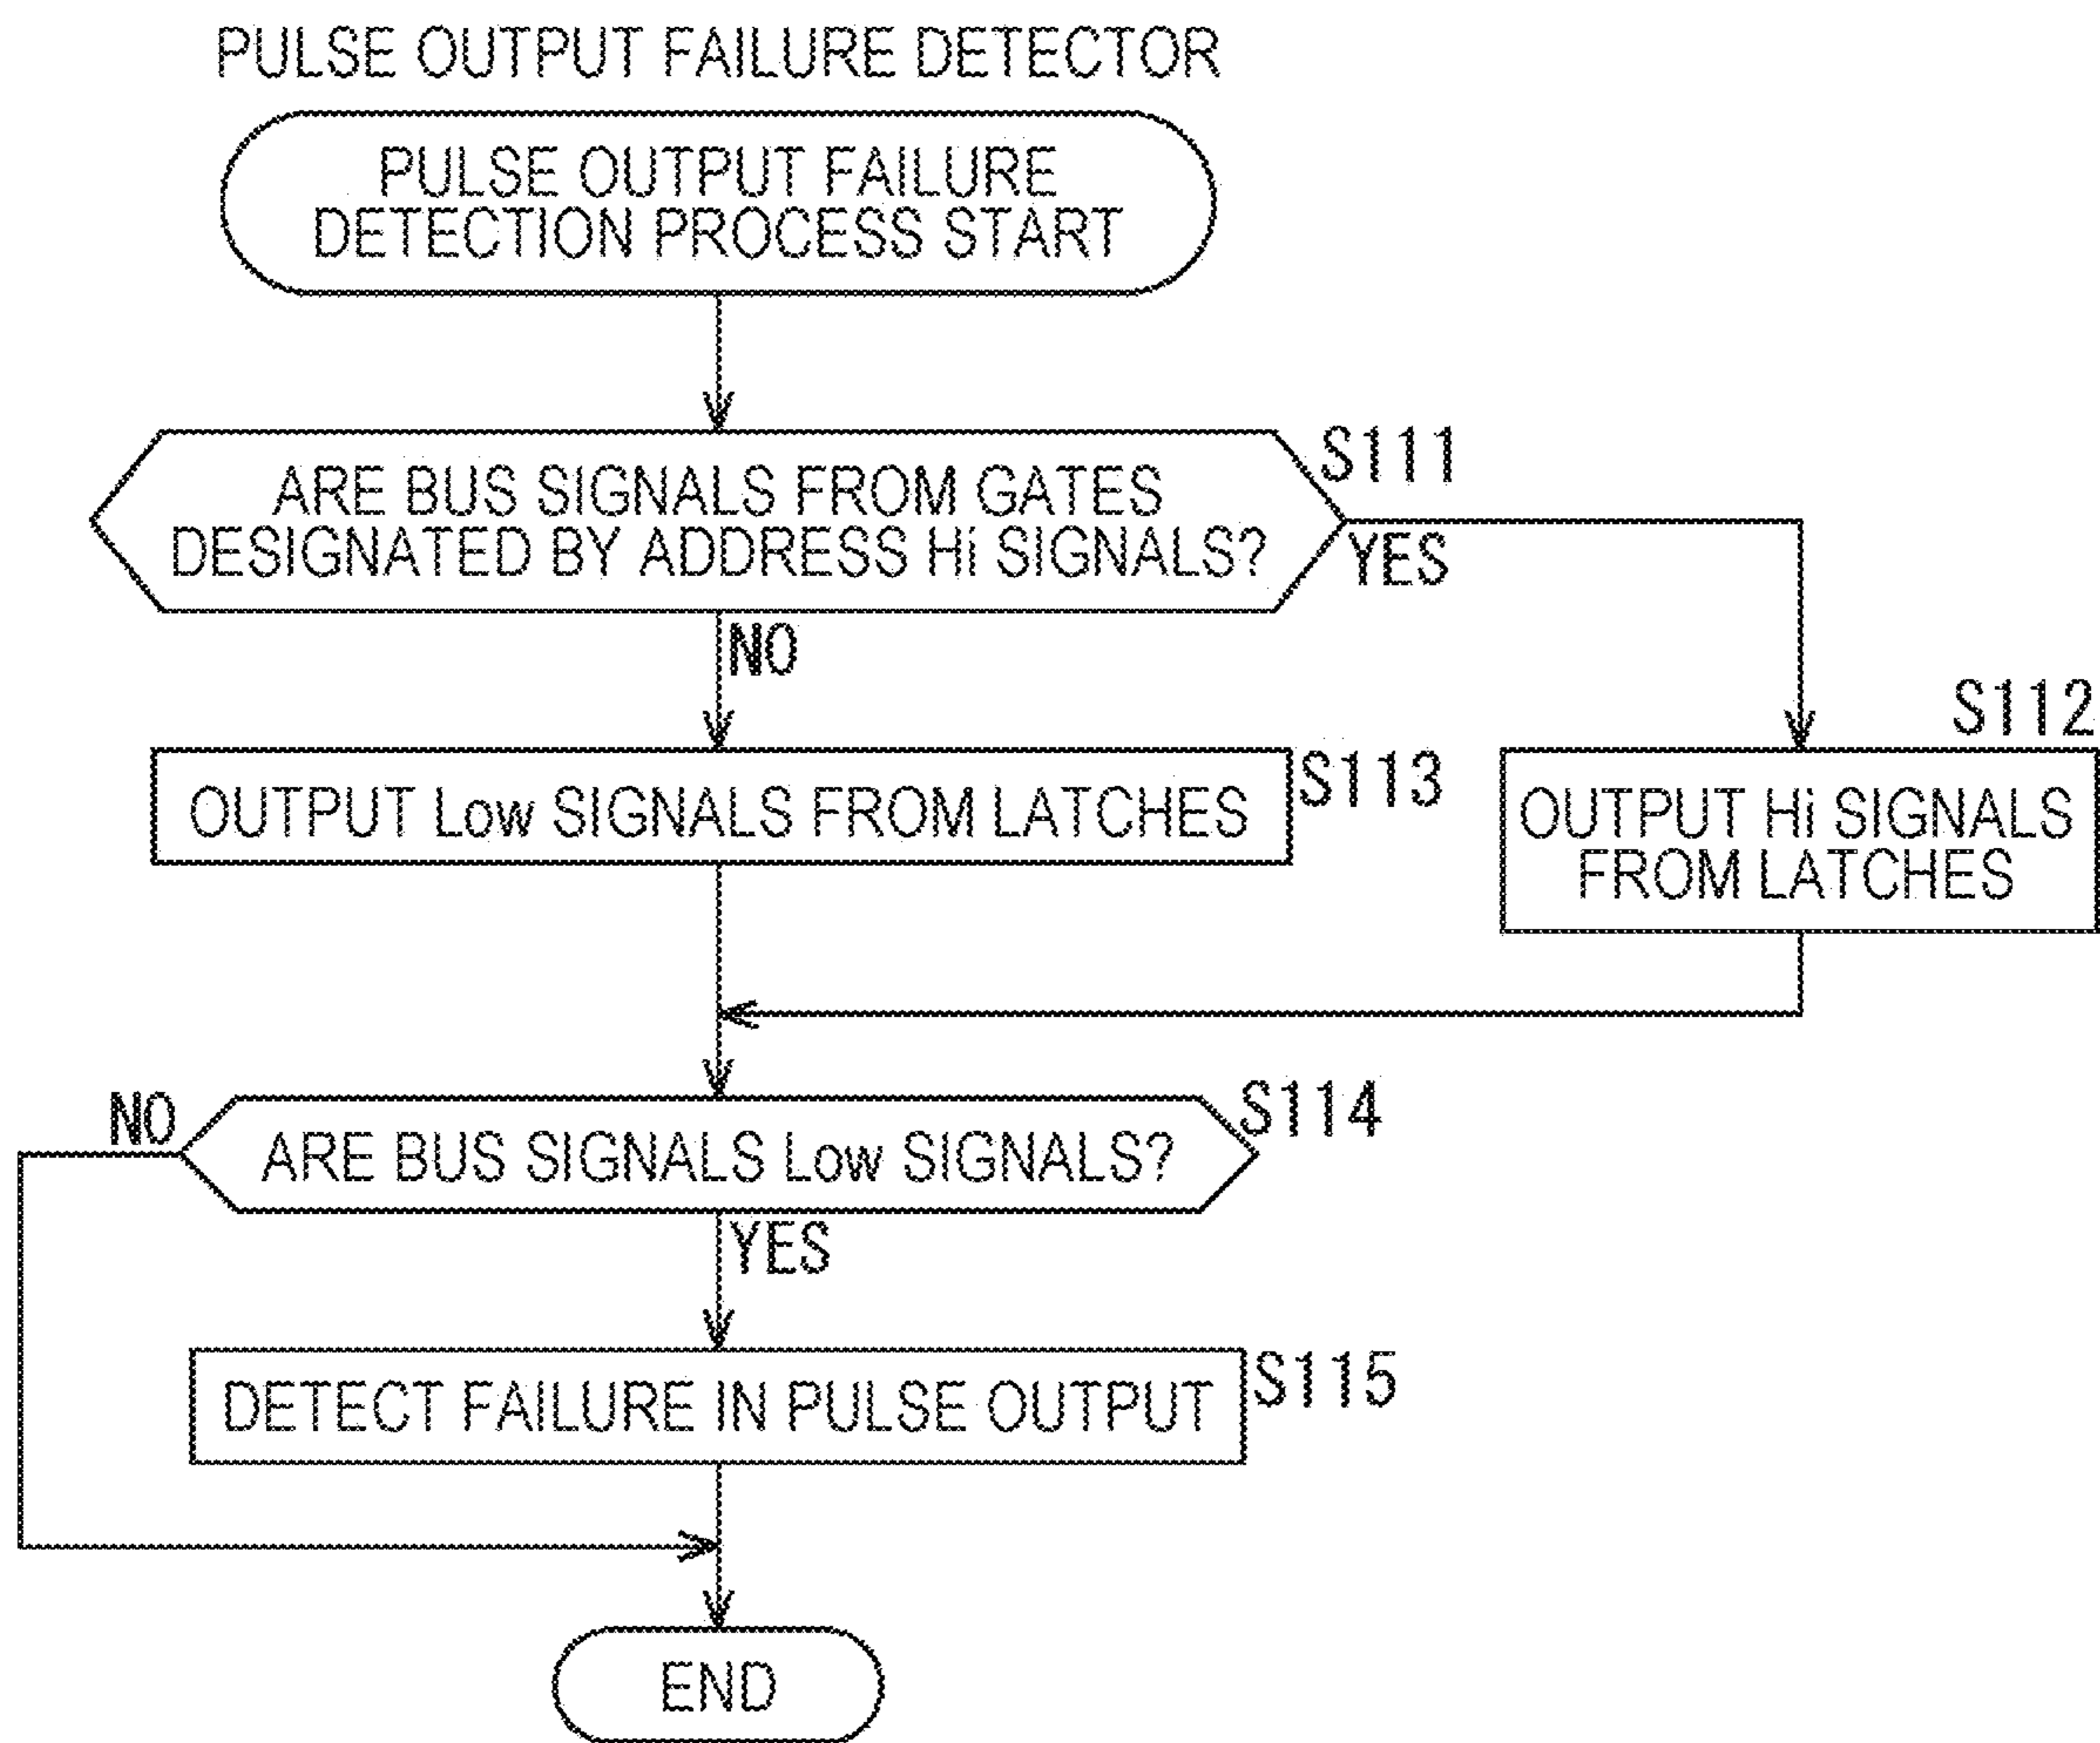 PULSE OUTPUT FAILURE DETECTOR
PULSE OUTPUT FAILURE
DETECTION PROCESS START
S111
ARE BUS SIGNALS FROM GATES
DESIGNATED BY ADDRESS Hi SIGNALS?
YES
NO
S112
S113
OUTPUT Low SIGNALS FROM LATCHES
OUTPUT Hi SIGNALS
FROM LATCHES
NO
S114
ARE BUS SIGNALS Low SIGNALS?
YES
S115
DETECT FAILURE IN PULSE OUTPUT
END